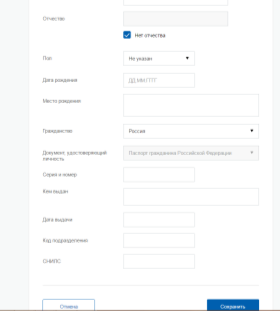 Отчество
Нет отчества
Пол
Не указан
Дата рождения
ДД.ММ.ГГГГ
Место рождения
Гражданство
Россия
Документ, удостоверяющий
личность
Паспорт гражданина Российской Федерации
Серия и номер
Кем выдан
Дата выдачи
Код подразделения
СНИЛС
Отмена
Сохранить